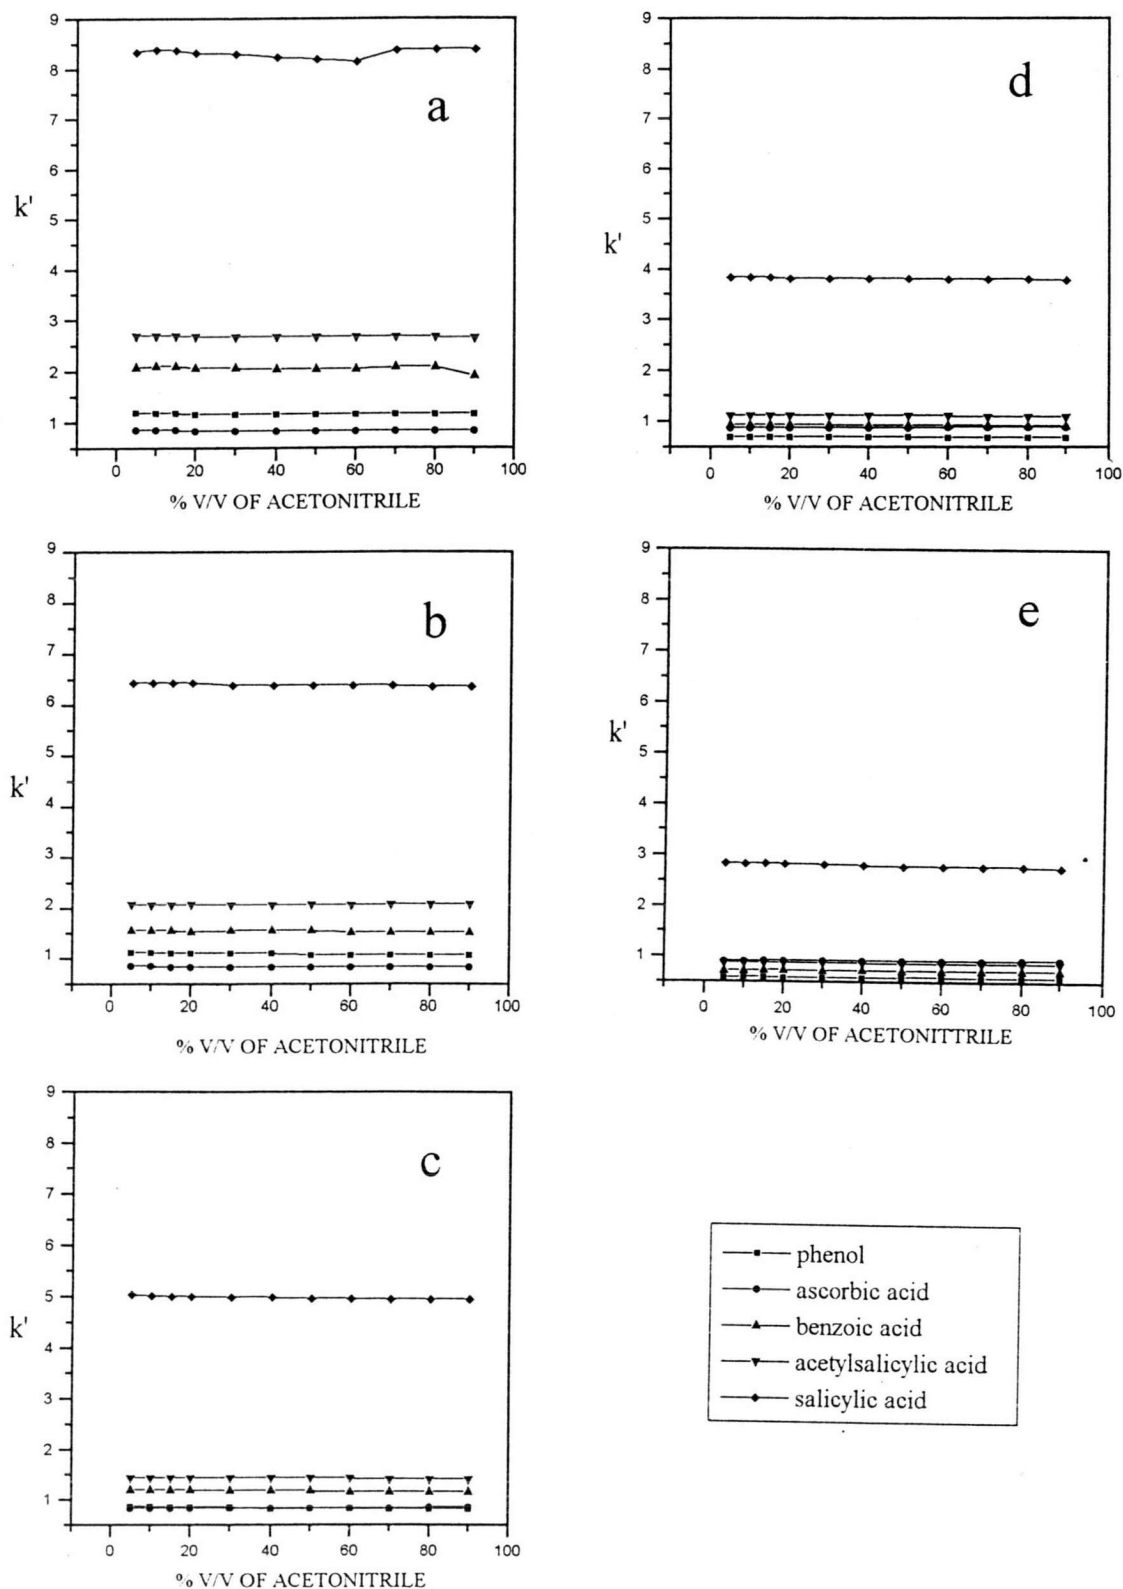 9
8
7
6
5
4
3
2
1
k'
a
0 20 40 60 80 100
% V/V OF ACETONITRILE
9
8
7
6
5
4
3
2
1
k'
d
0 20 40 60 80 100
% V/V OF ACETONITRILE
9
8
7
6
5
4
3
2
1
k'
b
0 20 40 60 80 100
% V/V OF ACETONITRILE
9
8
7
6
5
4
3
2
1
k'
e
0 20 40 60 80 100
% V/V OF ACETONITTRILE
9
8
7
6
5
4
3
2
1
k'
c
0 20 40 60 80 100
% V/V OF ACETONITRILE
phenol
ascorbic acid
benzoic acid
acetylsalicylic acid
salicylic acid